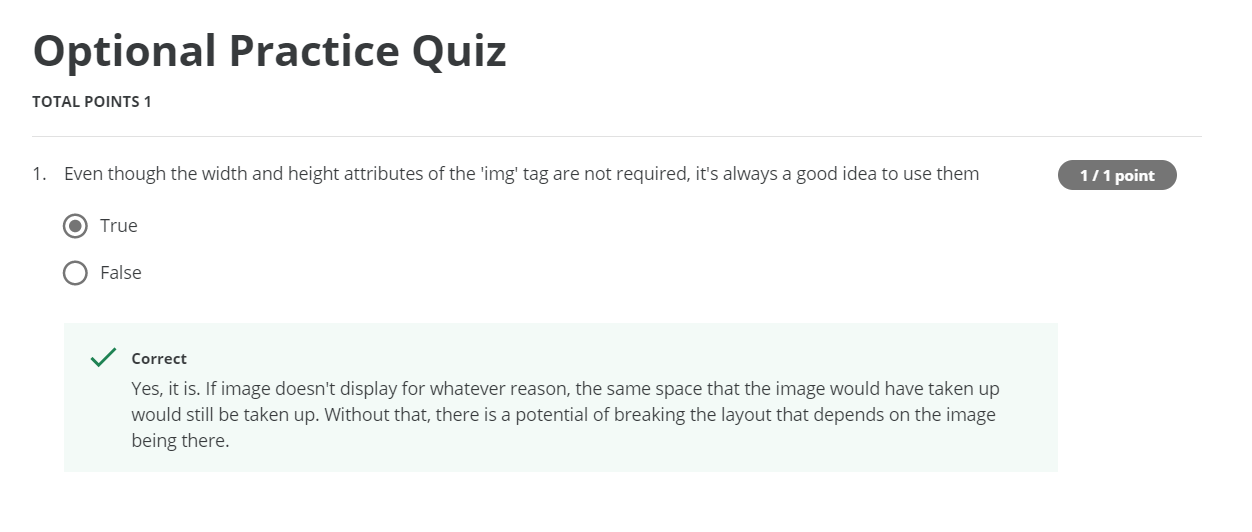 Optional Practice Quiz
TOTAL POINTS 1
1. Even though the width and height attributes of the 'img' tag are not required, it's always a good idea to use them
1 / 1 point
True
False
Correct
Yes, it is. If image doesn't display for whatever reason, the same space that the image would have taken up
would still be taken up. Without that, there is a potential of breaking the layout that depends on the image
being there.